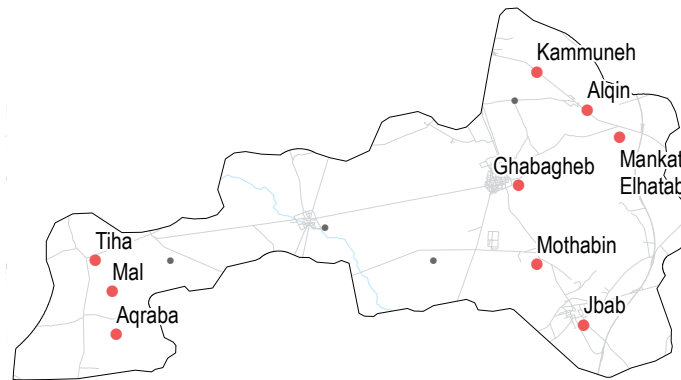 Kammuneh
Alqin
Mankat
Elhatab
Ghabagheb
Mothabin
Jbab
Tiha
Mal
Aqraba